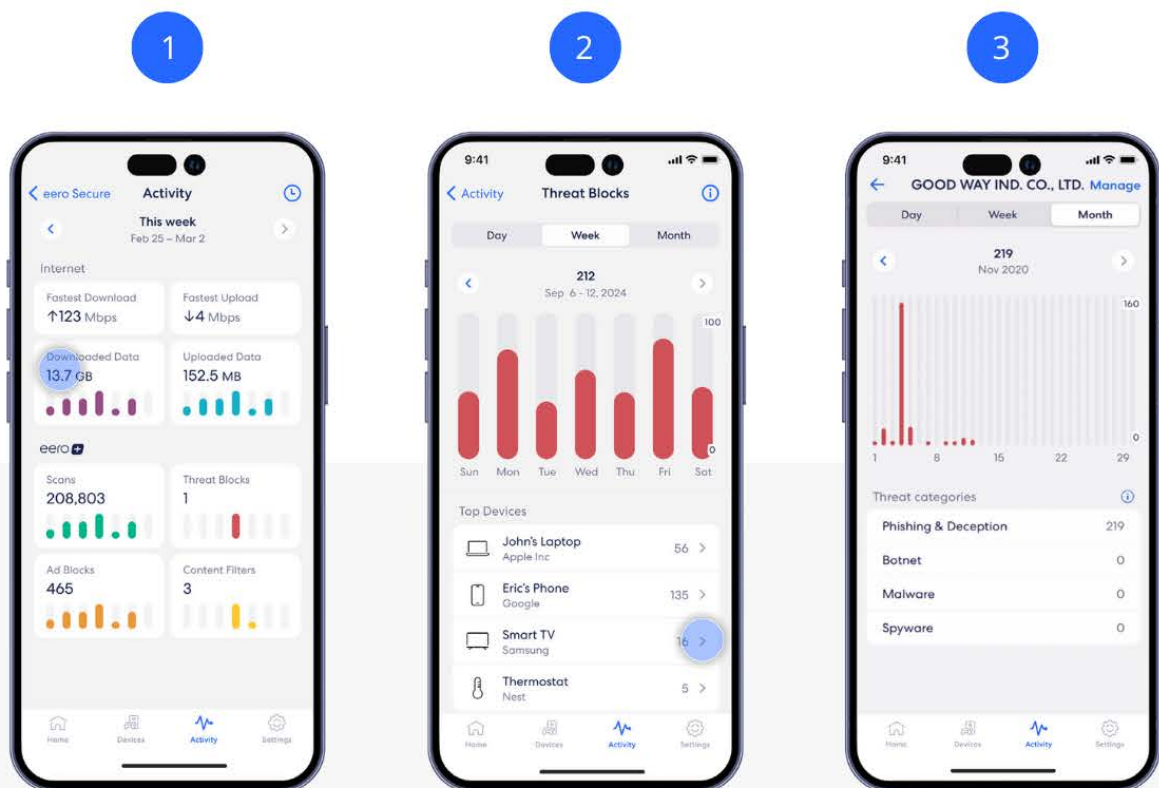 1
2
3
eero Secure
Activity
This week
Feb 25 – Mar 2
Internet
Fastest Download
↑123 Mbps
Fastest Upload
↓4 Mbps
Downloaded Data
13.7 GB
Uploaded Data
152.5 MB
eero+
Scans
208,803
Threat Blocks
1
Ad Blocks
465
Content Filters
3
Home
Devices
Activity
Settings
9:41
Activity
Threat Blocks
Day
Week
Month
212
Sep 6 - 12, 2024
100
0
Sun Mon Tue Wed Thu Fri Sat
Top Devices
John's Laptop
Apple Inc
56
Eric's Phone
Google
135
Smart TV
Samsung
16
Thermostat
Nest
5
Home
Devices
Activity
Settings
9:41
GOOD WAY IND. CO., LTD.
Manage
Day
Week
Month
219
Nov 2020
160
0
1 8 15 22 29
Threat categories
Phishing & Deception 219
Botnet 0
Malware 0
Spyware 0
Home
Devices
Activity
Settings